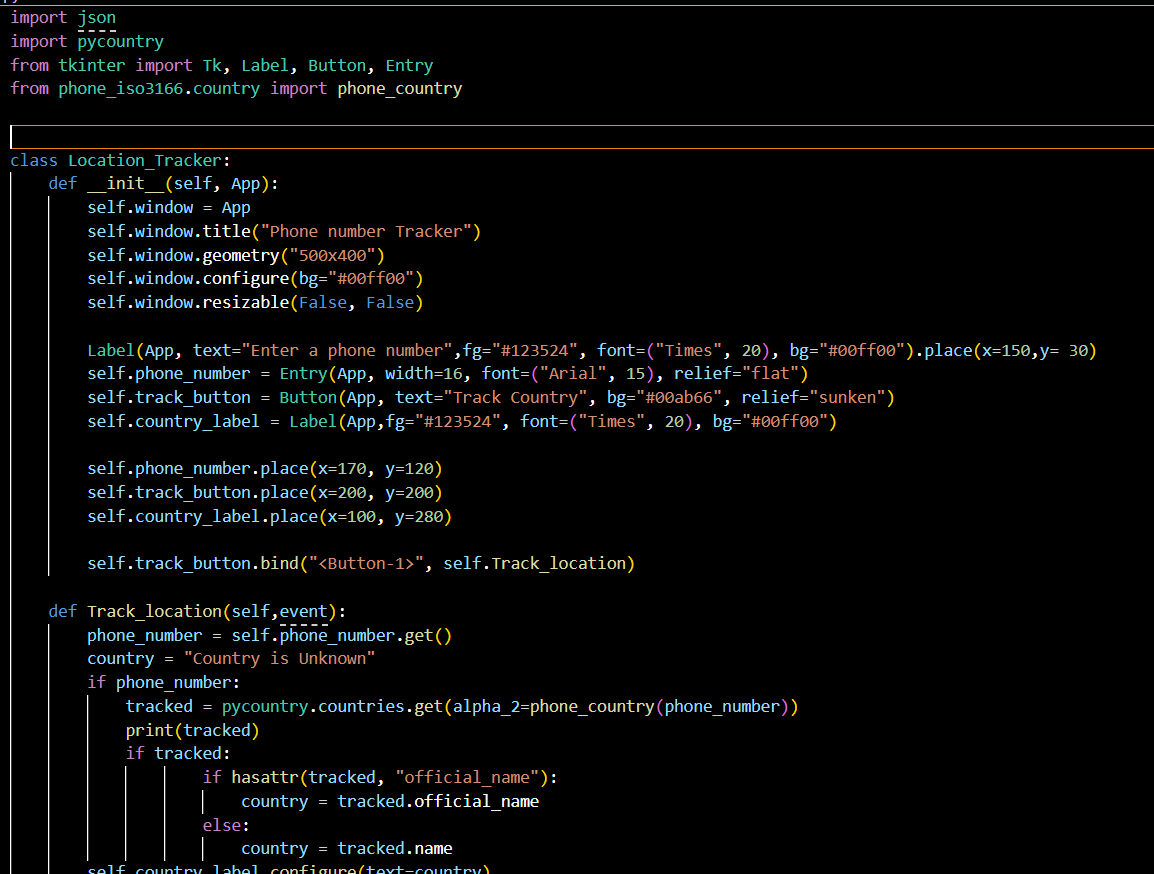 import json
import pycountry
from tkinter import Tk, Label, Button, Entry
from phone_iso3166.country import phone_country
class Location_Tracker:
    def __init__(self, App):
        self.window = App
        self.window.title("Phone number Tracker")
        self.window.geometry("500x400")
        self.window.configure(bg="#00ff00")
        self.window.resizable(False, False)
        Label(App, text="Enter a phone number",fg="#123524", font=("Times", 20), bg="#00ff00").place(x=150,y= 30)
        self.phone_number = Entry(App, width=16, font=("Arial", 15), relief="flat")
        self.track_button = Button(App, text="Track Country", bg="#00ab66", relief="sunken")
        self.country_label = Label(App,fg="#123524", font=("Times", 20), bg="#00ff00")
        self.phone_number.place(x=170, y=120)
        self.track_button.place(x=200, y=200)
        self.country_label.place(x=100, y=280)
        self.track_button.bind("<Button-1>", self.Track_location)
    def Track_location(self,event):
        phone_number = self.phone_number.get()
        country = "Country is Unknown"
        if phone_number:
            tracked = pycountry.countries.get(alpha_2=phone_country(phone_number))
            print(tracked)
            if tracked:
                    if hasattr(tracked, "official_name"):
                        country = tracked.official_name
                    else:
                        country = tracked.name
        self.country_label.configure(text=country)